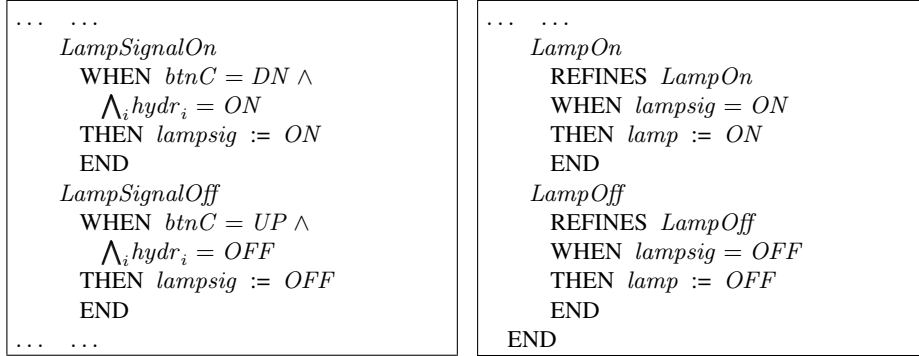 ... ...
LampSignalOn
WHEN btnC = DN ∧
⋀ᵢ hydrᵢ = ON
THEN lampsig := ON
END
LampSignalOff
WHEN btnC = UP ∧
⋀ᵢ hydrᵢ = OFF
THEN lampsig := OFF
END
... ...
... ...
LampOn
REFINES LampOn
WHEN lampsig = ON
THEN lamp := ON
END
LampOff
REFINES LampOff
WHEN lampsig = OFF
THEN lamp := OFF
END
END